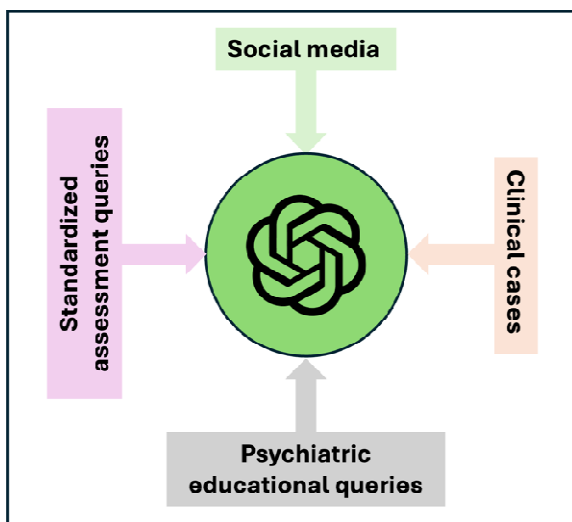 Social media
Standardized
assessment queries
Clinical cases
Psychiatric
educational queries